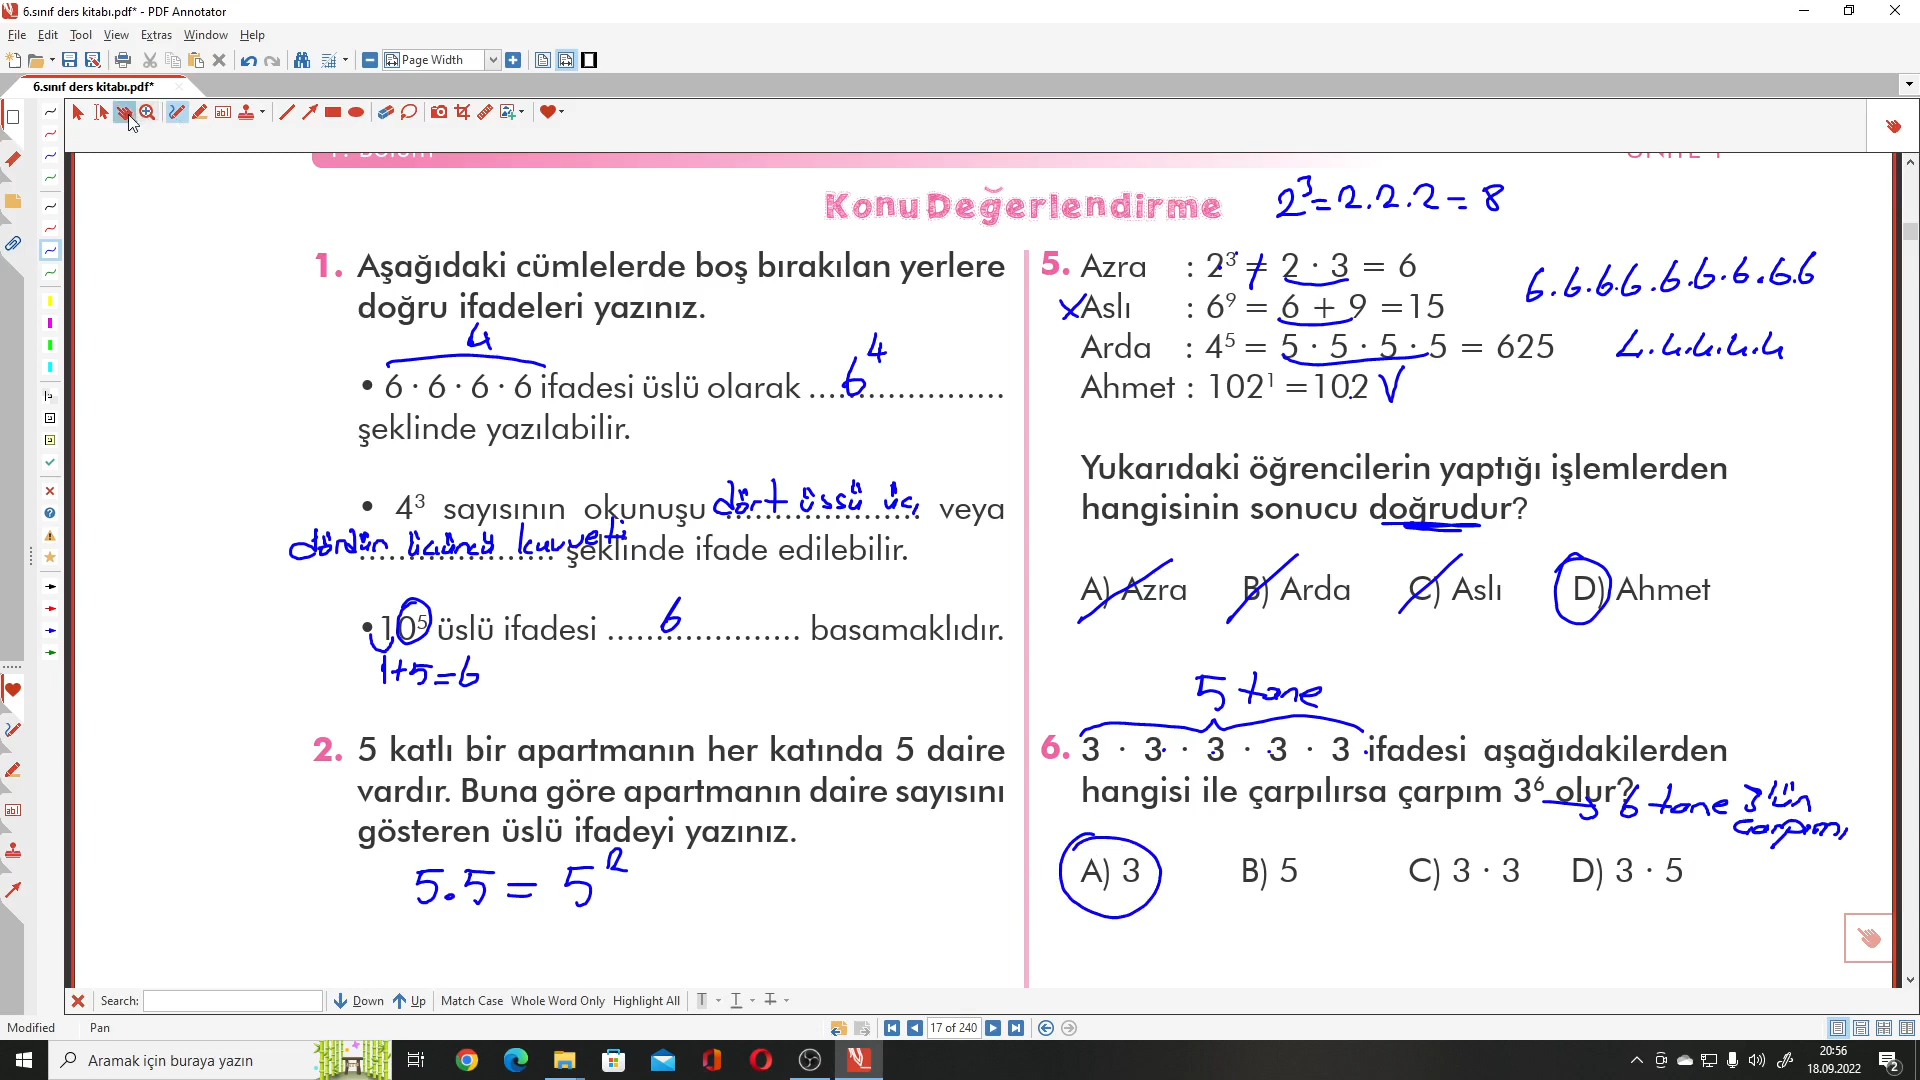 6.sınıf ders kitabı.pdf* - PDF Annotator
File Edit Tool View Extras Window Help
Page Width
6.sınıf ders kitabı.pdf*
Konu Değerlendirme
2³=2.2.2=8
1. Aşağıdaki cümlelerde boş bırakılan yerlere
doğru ifadeleri yazınız.
4
• 6 · 6 · 6 · 6 ifadesi üslü olarak 6⁴
şeklinde yazılabilir.
• 4³ sayısının okunuşu dört üssü üç veya
dördün üçüncü kuvveti şeklinde ifade edilebilir.
• 10⁵ üslü ifadesi 6 basamaklıdır.
1+5=6
2. 5 katlı bir apartmanın her katında 5 daire
vardır. Buna göre apartmanın daire sayısını
gösteren üslü ifadeyi yazınız.
5.5=5²
5. Azra : 2³ = 2 · 3 = 6
Aslı : 6⁹ = 6 + 9 =15
6.6.6.6.6.6.6.6.6
Arda : 4⁵ = 5 · 5 · 5 · 5 = 625
4.4.4.4.4
Ahmet : 102¹ =102
Yukarıdaki öğrencilerin yaptığı işlemlerden
hangisinin sonucu doğrudur?
A) Azra B) Arda C) Aslı D) Ahmet
5 tane
6. 3 · 3 · 3 · 3 · 3 ifadesi aşağıdakilerden
hangisi ile çarpılırsa çarpım 3⁶ olur?
6 tane 3'ün
çarpımı
A) 3 B) 5 C) 3 · 3 D) 3 · 5
Search: Down Up Match Case Whole Word Only Highlight All
Modified Pan 17 of 240
Aramak için buraya yazın
20:56
18.09.2022
2